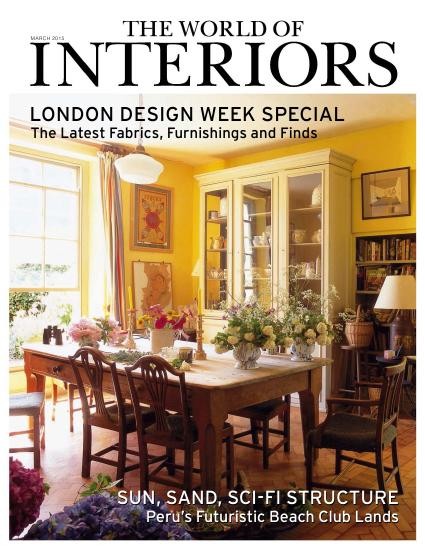 THE WORLD OF
MARCH 2015
INTERIORS
LONDON DESIGN WEEK SPECIAL
The Latest Fabrics, Furnishings and Finds
SUN, SAND, SCI-FI STRUCTURE
Peru's Futuristic Beach Club Lands